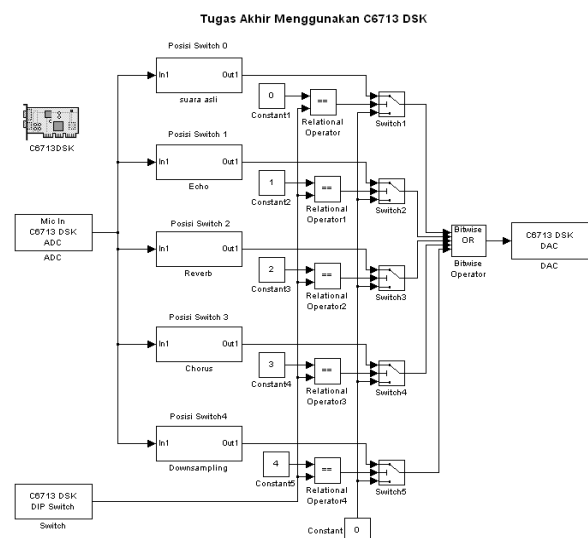 Tugas Akhir Menggunakan C6713 DSK
C6713DSK
Posisi Switch 0
In1
Out1
suara asli
0
Constant1
==
Relational
Operator
Switch1
Posisi Switch 1
In1
Out1
Echo
1
Constant2
==
Relational
Operator1
Switch2
Mic In
C6713 DSK
ADC
ADC
Posisi Switch 2
In1
Out1
Reverb
2
Constant3
==
Relational
Operator2
Switch3
Bitwise
OR
Bitwise
Operator
C6713 DSK
DAC
DAC
Posisi Switch 3
In1
Out1
Chorus
3
Constant4
==
Relational
Operator3
Switch4
Posisi Switch4
In1
Out1
Downsampling
4
Constant5
==
Relational
Operator4
Switch5
C6713 DSK
DIP Switch
Switch
Constant
0